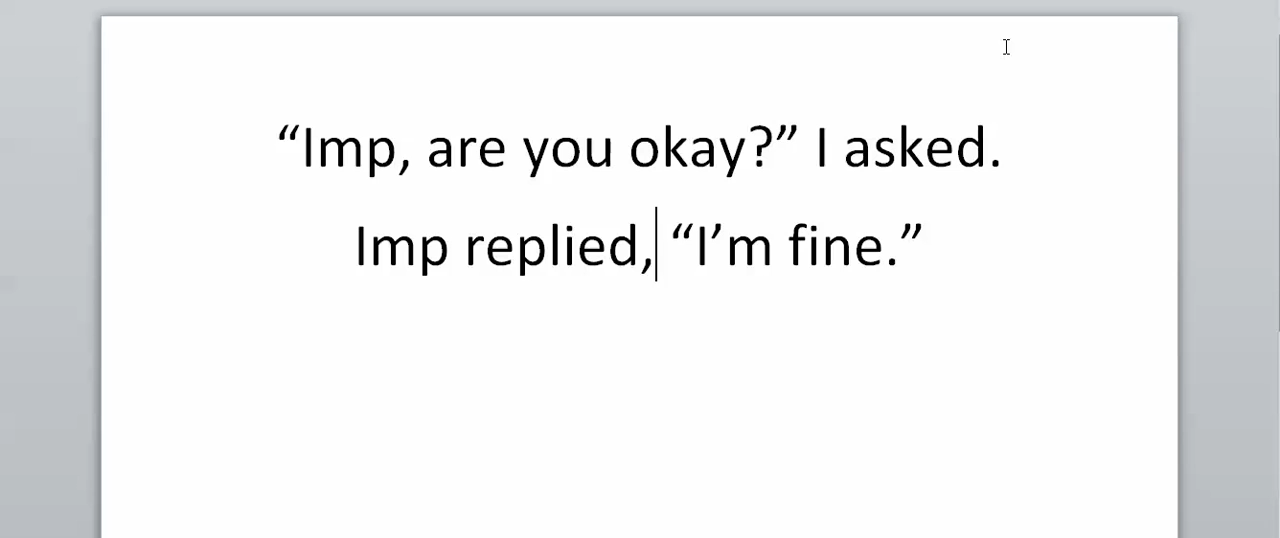 “Imp, are you okay?” I asked.
Imp replied, “I’m fine.”